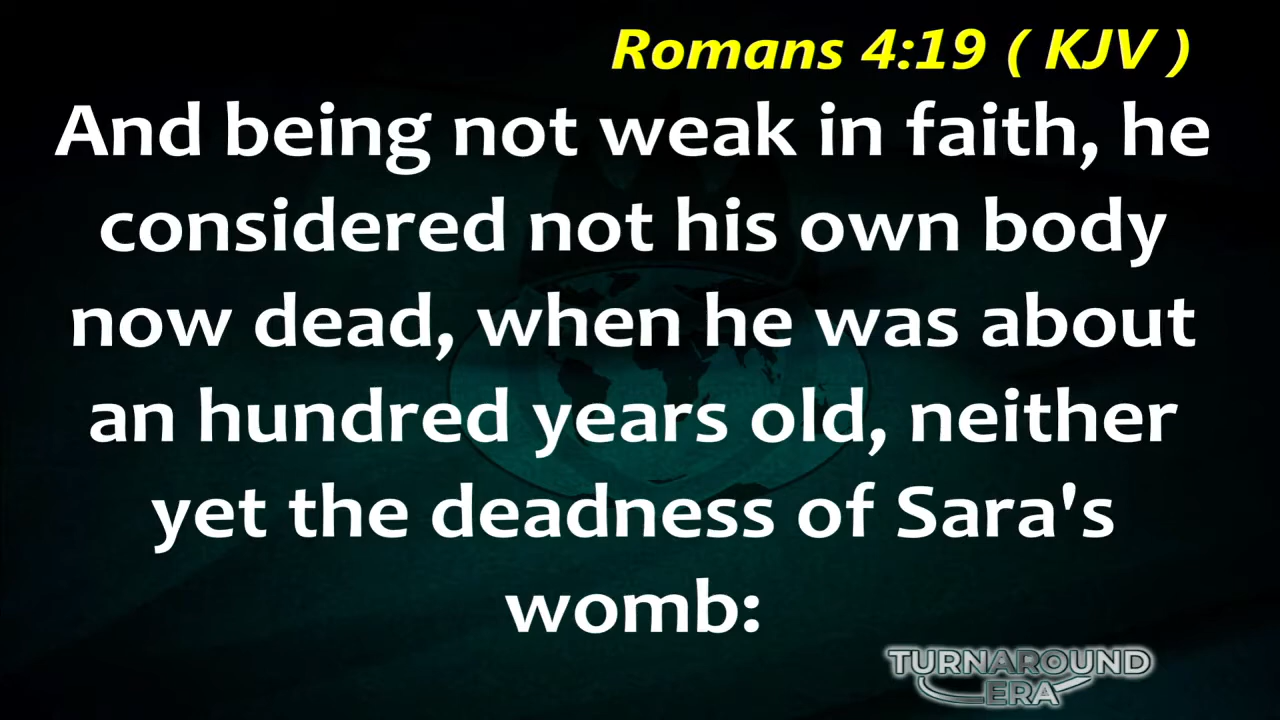 Romans 4:19 ( KJV )
And being not weak in faith, he
considered not his own body
now dead, when he was about
an hundred years old, neither
yet the deadness of Sara's
womb:
TURNAROUND
ERA